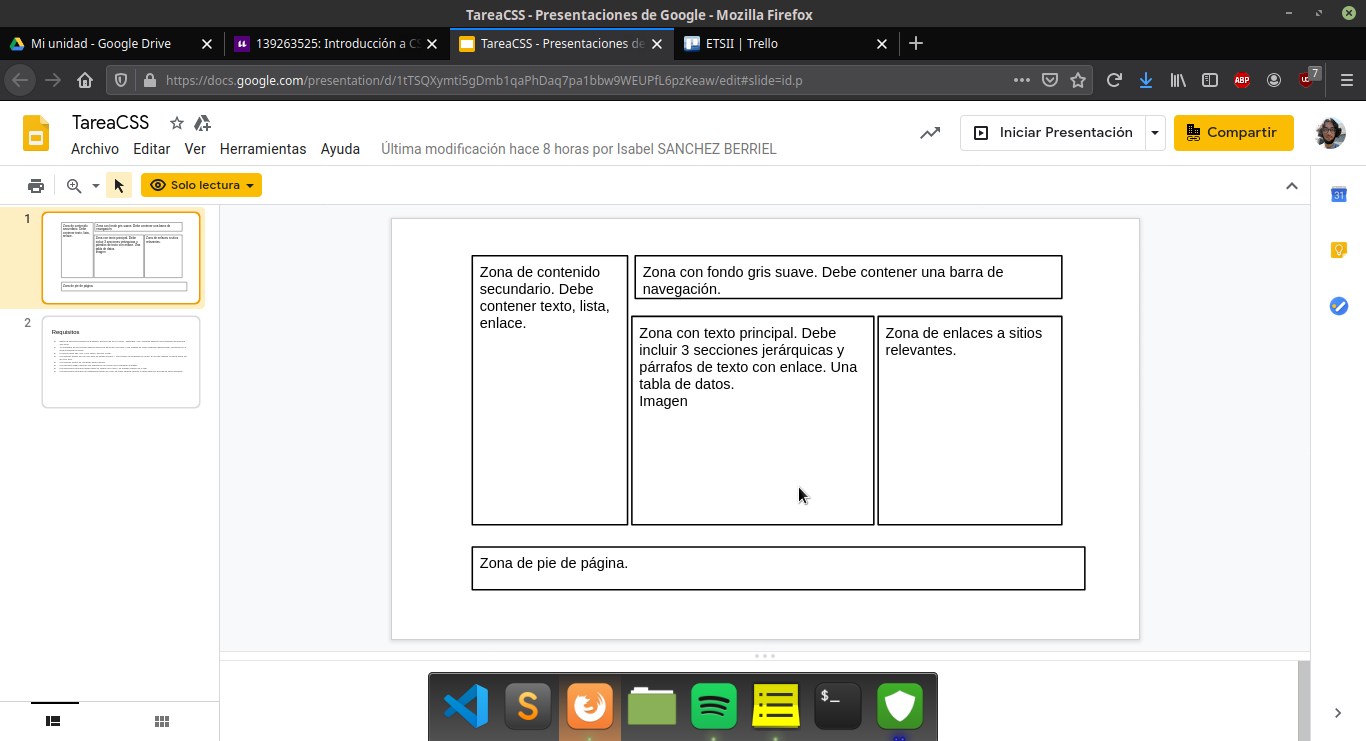 TareaCSS - Presentaciones de Google - Mozilla Firefox
Mi unidad - Google Drive
139263525: Introducción a CS
TareaCSS - Presentaciones de
ETSII | Trello
https://docs.google.com/presentation/d/1tTSQXymti5gDmb1qaPhDaq7pa1bbw9WEUPfL6pzKeaw/edit#slide=id.p
ABP
7
TareaCSS
Archivo Editar Ver Herramientas Ayuda
Última modificación hace 8 horas por Isabel SANCHEZ BERRIEL
Iniciar Presentación
Compartir
Solo lectura
31
1
2
Requisitos
Zona de contenido
secundario. Debe
contener texto, lista,
enlace.
Zona con fondo gris suave. Debe contener una barra de
navegación.
Zona con texto principal. Debe
incluir 3 secciones jerárquicas y
párrafos de texto con enlace. Una
tabla de datos.
Imagen
Zona de enlaces a sitios
relevantes.
Zona de pie de página.
S
$_